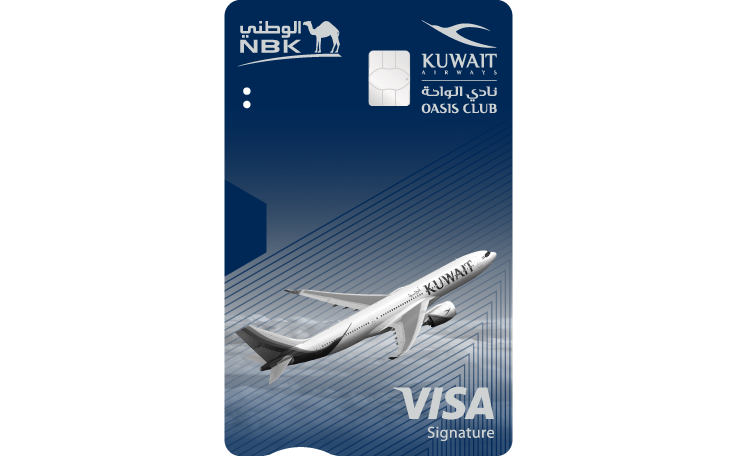 الوطني
NBK
KUWAIT
AIRWAYS
نادي الواحة
OASIS CLUB
KUWAIT
VISA
Signature